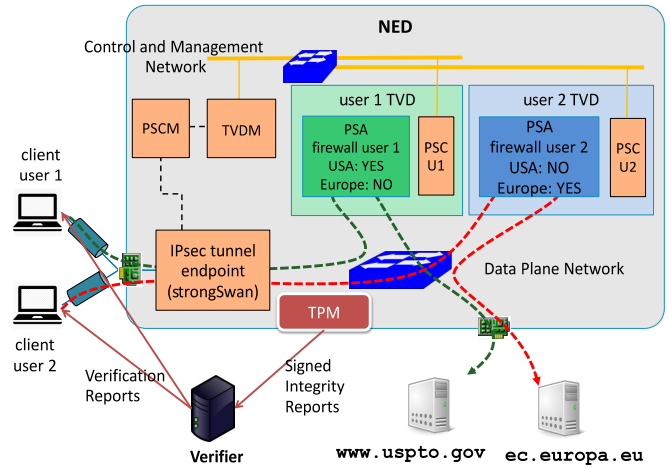 NED
Control and Management
Network
user 1 TVD
user 2 TVD
PSCM
TVDM
PSA
firewall user 1
USA: YES
Europe: NO
PSC
U1
PSA
firewall user 2
USA: NO
Europe: YES
PSC
U2
client
user 1
IPsec tunnel
endpoint
(strongSwan)
Data Plane Network
TPM
client
user 2
Verification
Reports
Signed
Integrity
Reports
Verifier
www.uspto.gov
ec.europa.eu